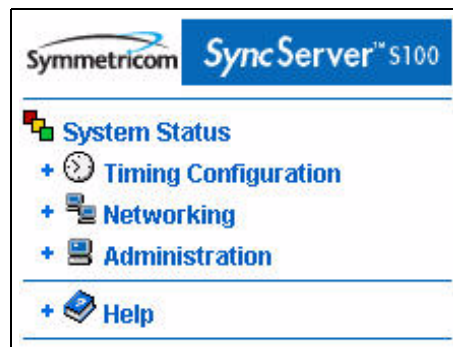 Symmetricom SyncServer™ S100
System Status
+ Timing Configuration
+ Networking
+ Administration
+ Help